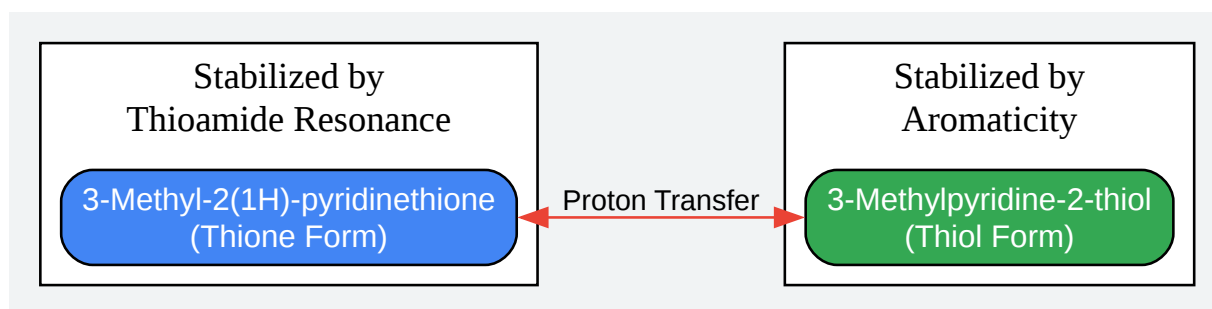 Stabilized by
Thioamide Resonance
3-Methyl-2(1H)-pyridinethione
(Thione Form)
Proton Transfer
Stabilized by
Aromaticity
3-Methylpyridine-2-thiol
(Thiol Form)